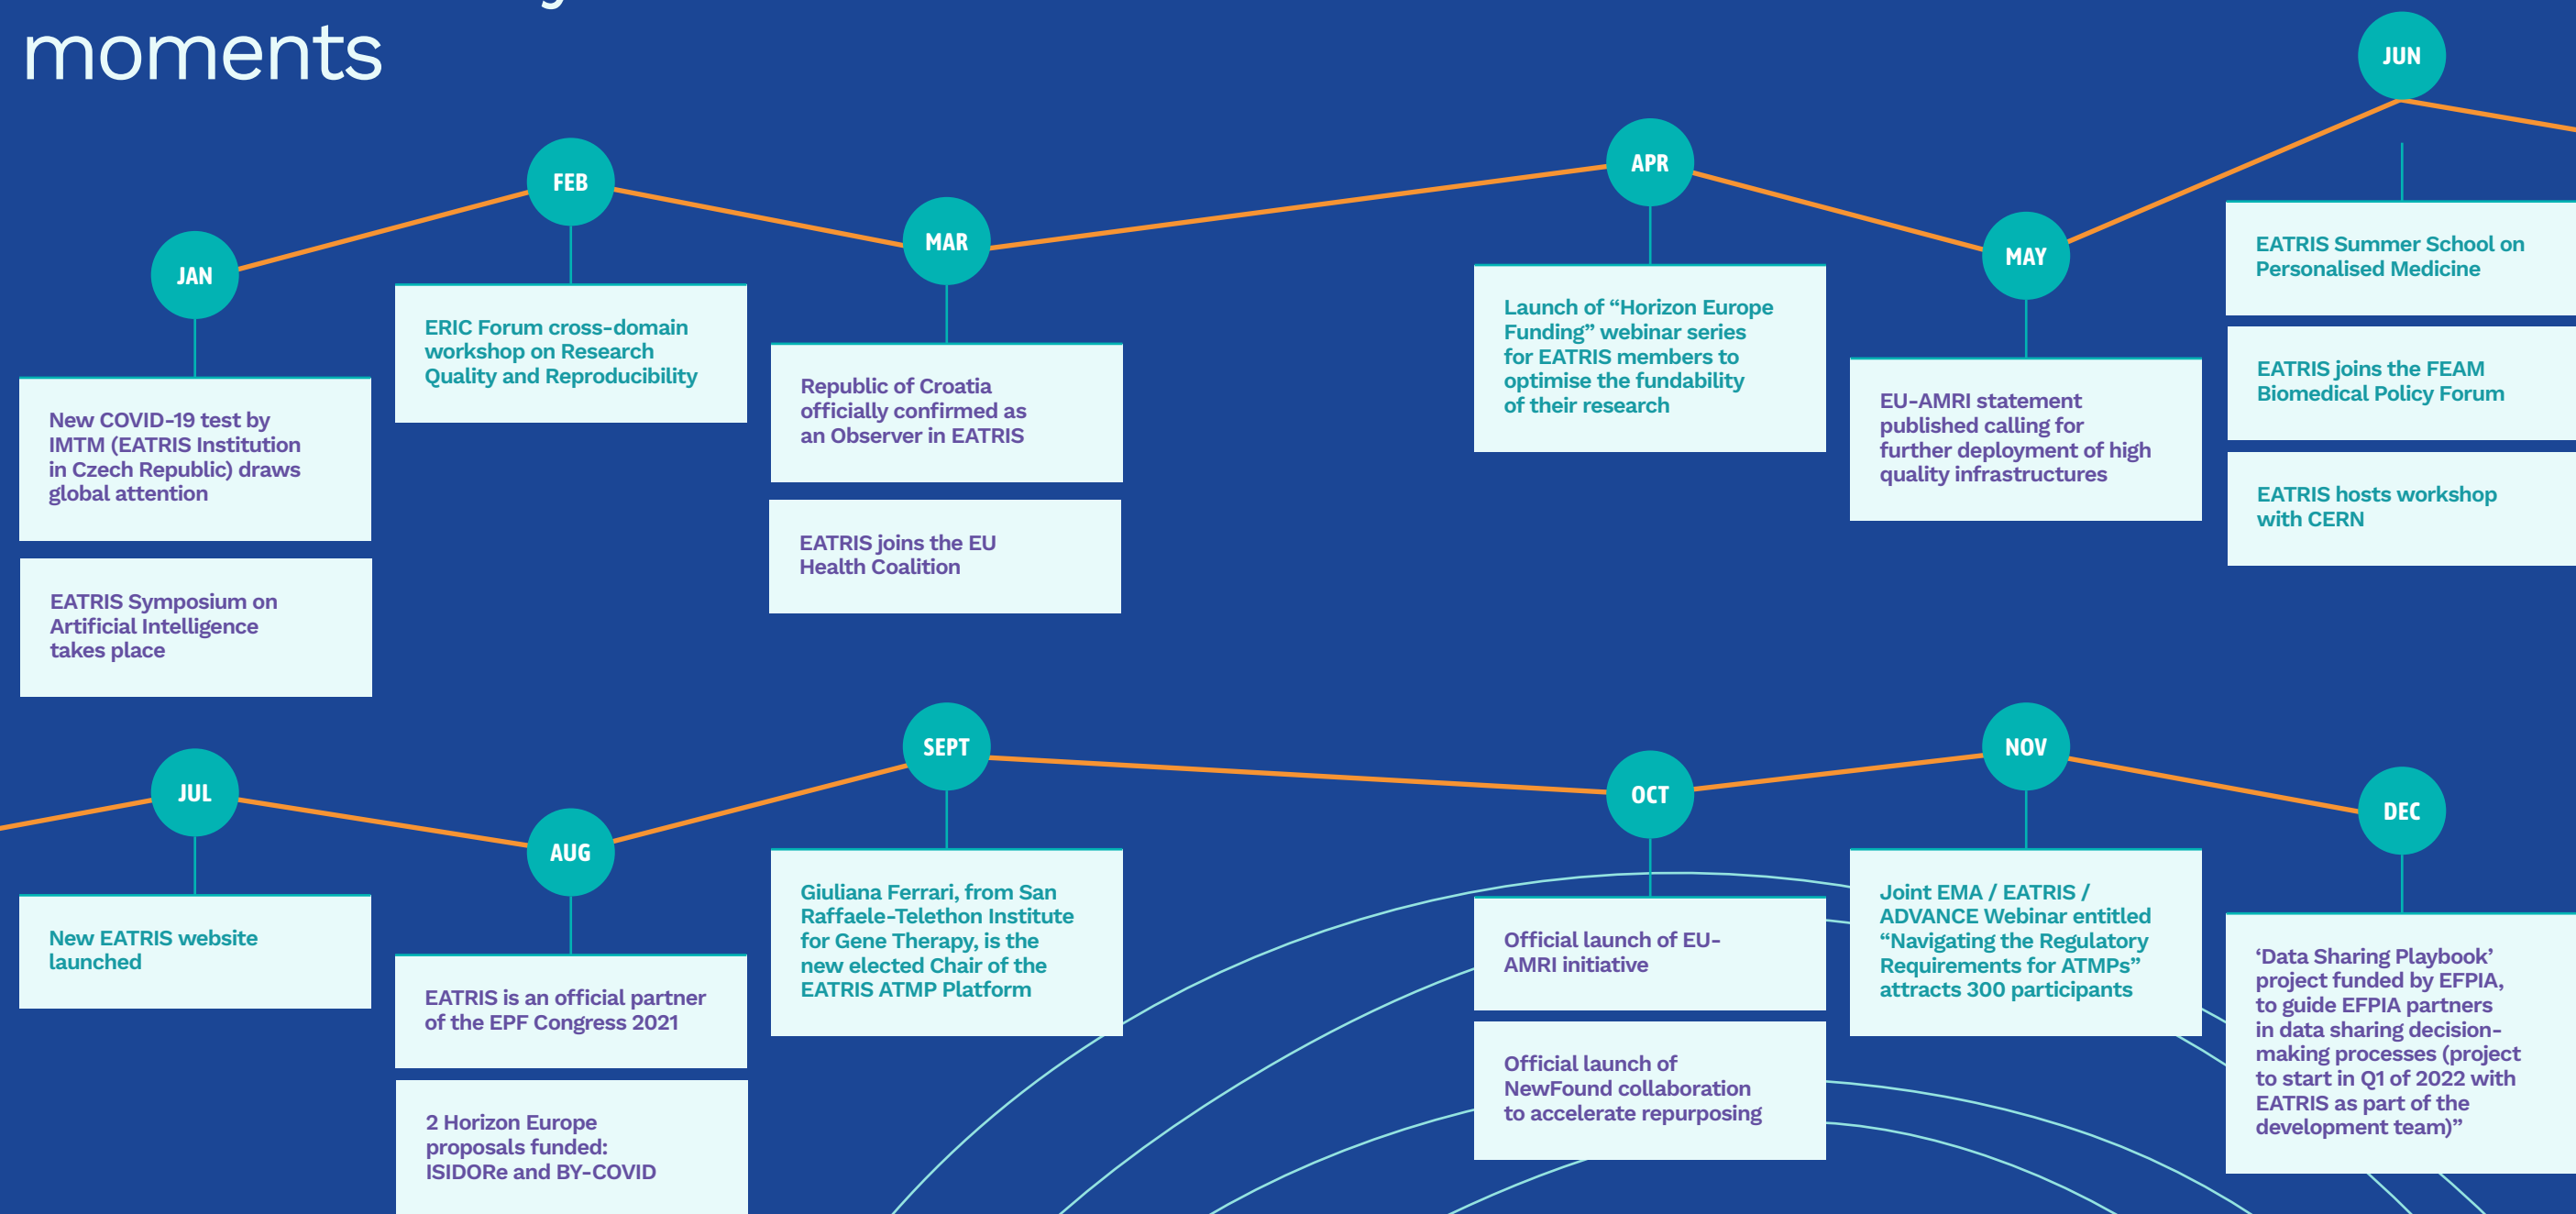 moments
JAN
New COVID-19 test by
IMTM (EATRIS Institution
in Czech Republic) draws
global attention
EATRIS Symposium on
Artificial Intelligence
takes place
FEB
ERIC Forum cross-domain
workshop on Research
Quality and Reproducibility
MAR
Republic of Croatia
officially confirmed as
an Observer in EATRIS
EATRIS joins the EU
Health Coalition
APR
Launch of “Horizon Europe
Funding” webinar series
for EATRIS members to
optimise the fundability
of their research
MAY
EU-AMRI statement
published calling for
further deployment of high
quality infrastructures
JUN
EATRIS Summer School on
Personalised Medicine
EATRIS joins the FEAM
Biomedical Policy Forum
EATRIS hosts workshop
with CERN
JUL
New EATRIS website
launched
AUG
EATRIS is an official partner
of the EPF Congress 2021
2 Horizon Europe
proposals funded:
ISIDORe and BY-COVID
SEPT
Giuliana Ferrari, from San
Raffaele-Telethon Institute
for Gene Therapy, is the
new elected Chair of the
EATRIS ATMP Platform
OCT
Official launch of EU-
AMRI initiative
Official launch of
NewFound collaboration
to accelerate repurposing
NOV
Joint EMA / EATRIS /
ADVANCE Webinar entitled
“Navigating the Regulatory
Requirements for ATMPs”
attracts 300 participants
DEC
‘Data Sharing Playbook’
project funded by EFPIA,
to guide EFPIA partners
in data sharing decision-
making processes (project
to start in Q1 of 2022 with
EATRIS as part of the
development team)”